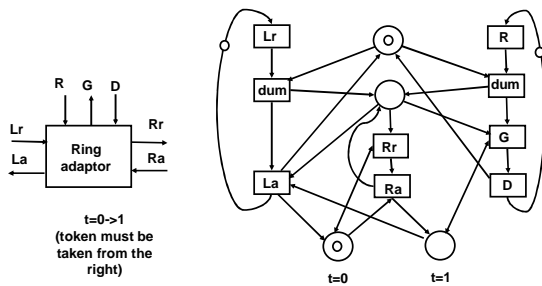 Lr
R
dum
dum
R G D
G
Lr
Rr
Rr
La
Ring
adaptor
Ra
La
Ra
D
t=0->1
(token must be
taken from the
right)
t=0
t=1